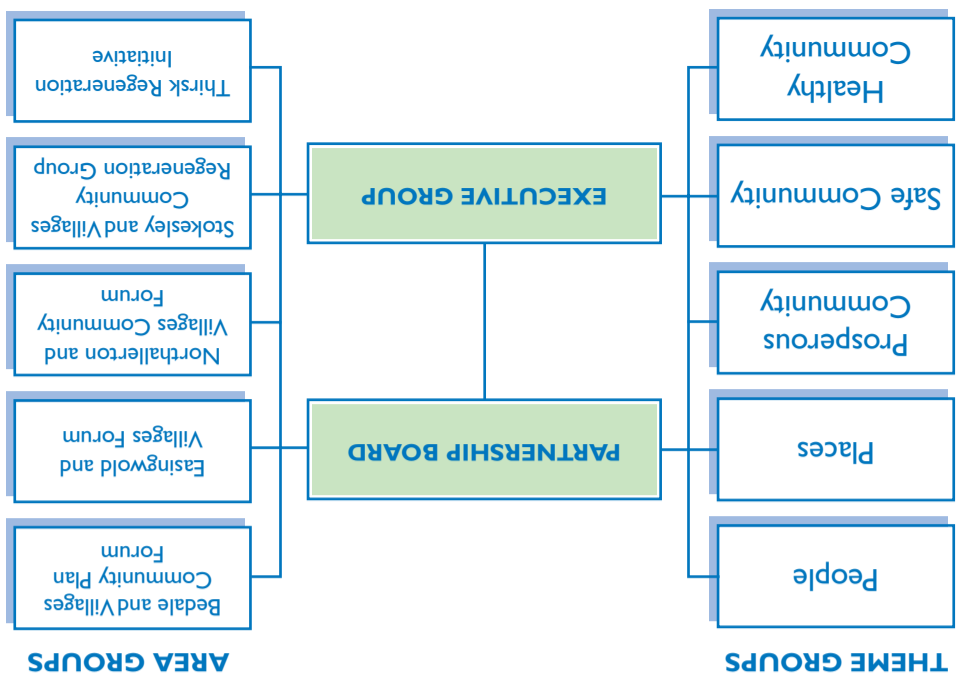 THEME GROUPS
People
Places
Prosperous
Community
Safe Community
Healthy
Community
PARTNERSHIP BOARD
EXECUTIVE GROUP
AREA GROUPS
Bedale and Villages
Community Plan
Forum
Easingwold and
Villages Forum
Northallerton and
Villages Community
Forum
Stokesley and Villages
Community
Regeneration Group
Thirsk Regeneration
Initiative